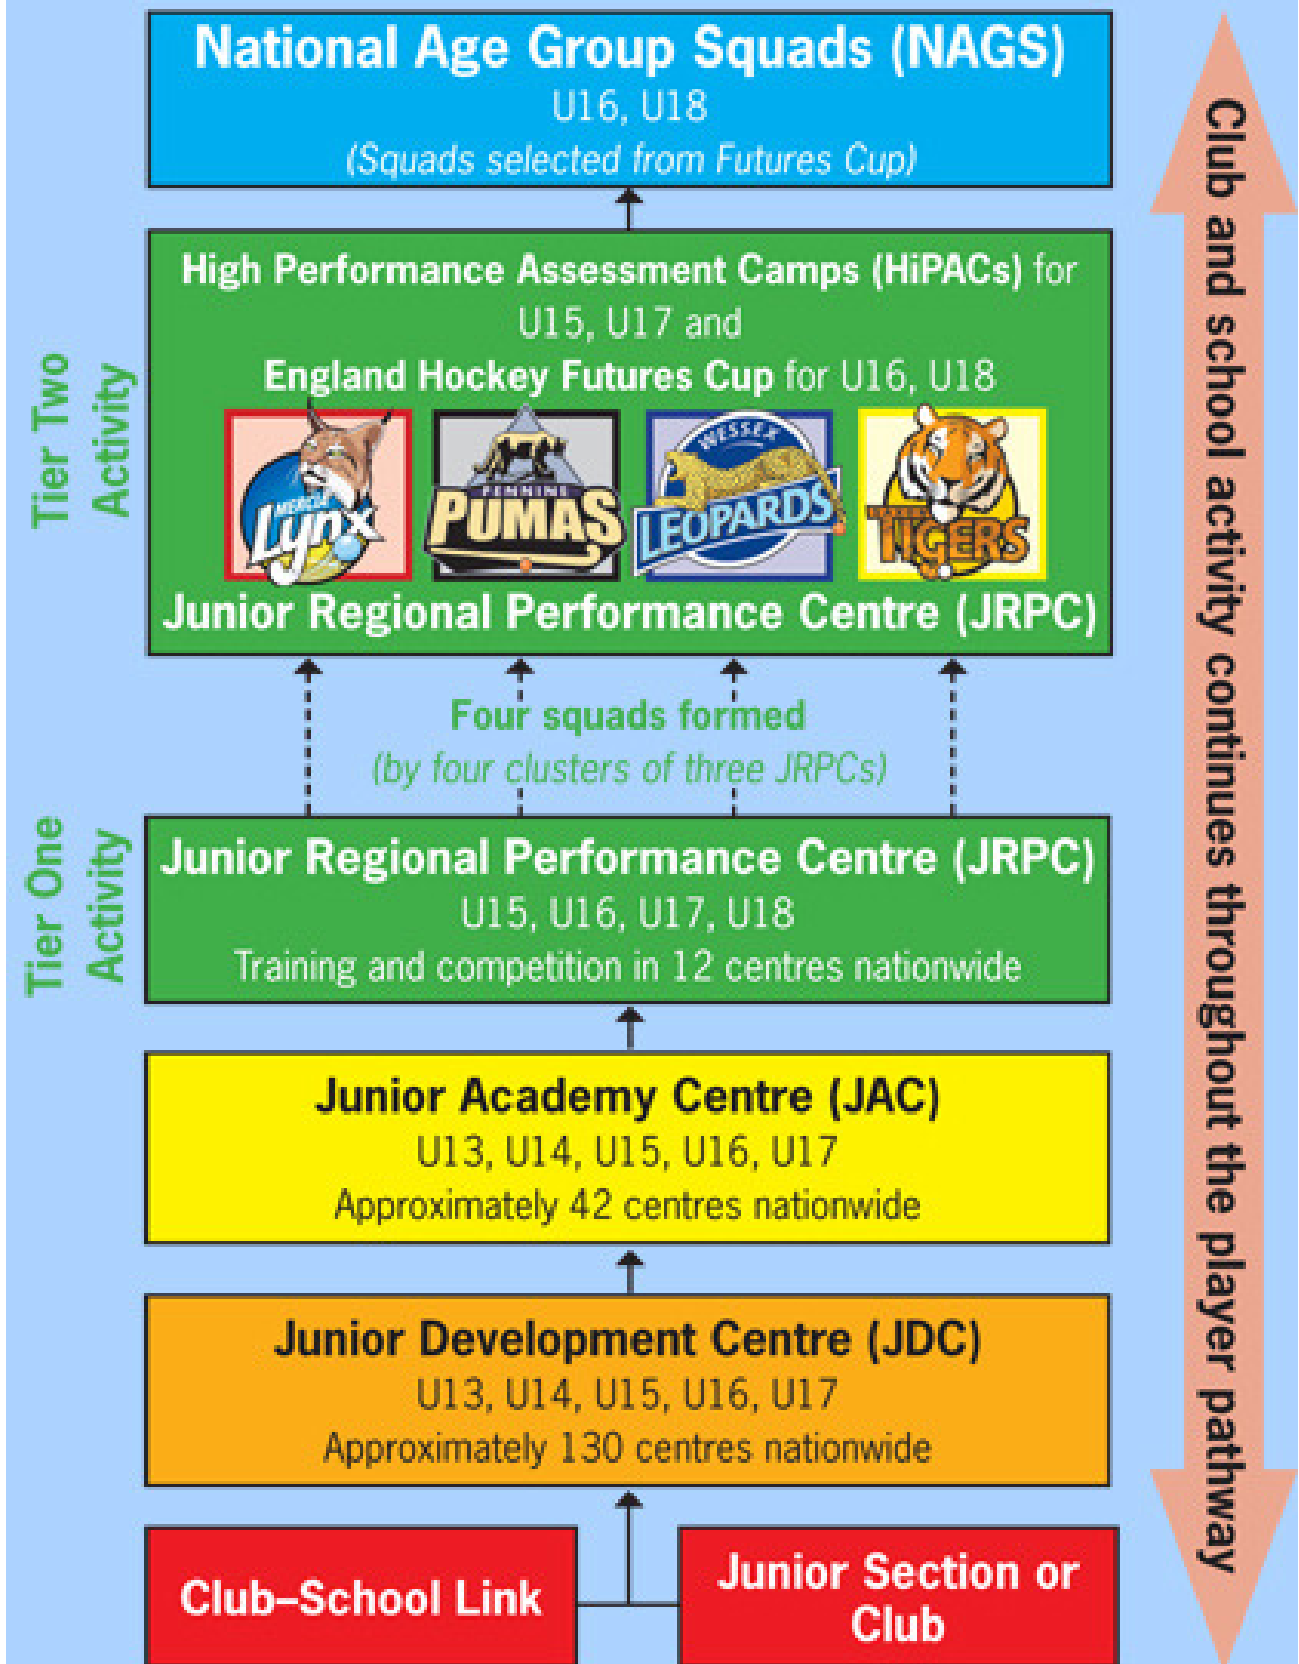 National Age Group Squads (NAGS)
U16, U18
(Squads selected from Futures Cup)
High Performance Assessment Camps (HiPACs) for
U15, U17 and
England Hockey Futures Cup for U16, U18
MERCIA
Lynx
PENNINE
PUMAS
WESSEX
LEOPARDS
TIGERS
Junior Regional Performance Centre (JRPC)
Tier Two
Activity
Four squads formed
(by four clusters of three JRPCs)
Junior Regional Performance Centre (JRPC)
U15, U16, U17, U18
Training and competition in 12 centres nationwide
Tier One
Activity
Junior Academy Centre (JAC)
U13, U14, U15, U16, U17
Approximately 42 centres nationwide
Junior Development Centre (JDC)
U13, U14, U15, U16, U17
Approximately 130 centres nationwide
Club–School Link
Junior Section or
Club
Club and school activity continues throughout the player pathway